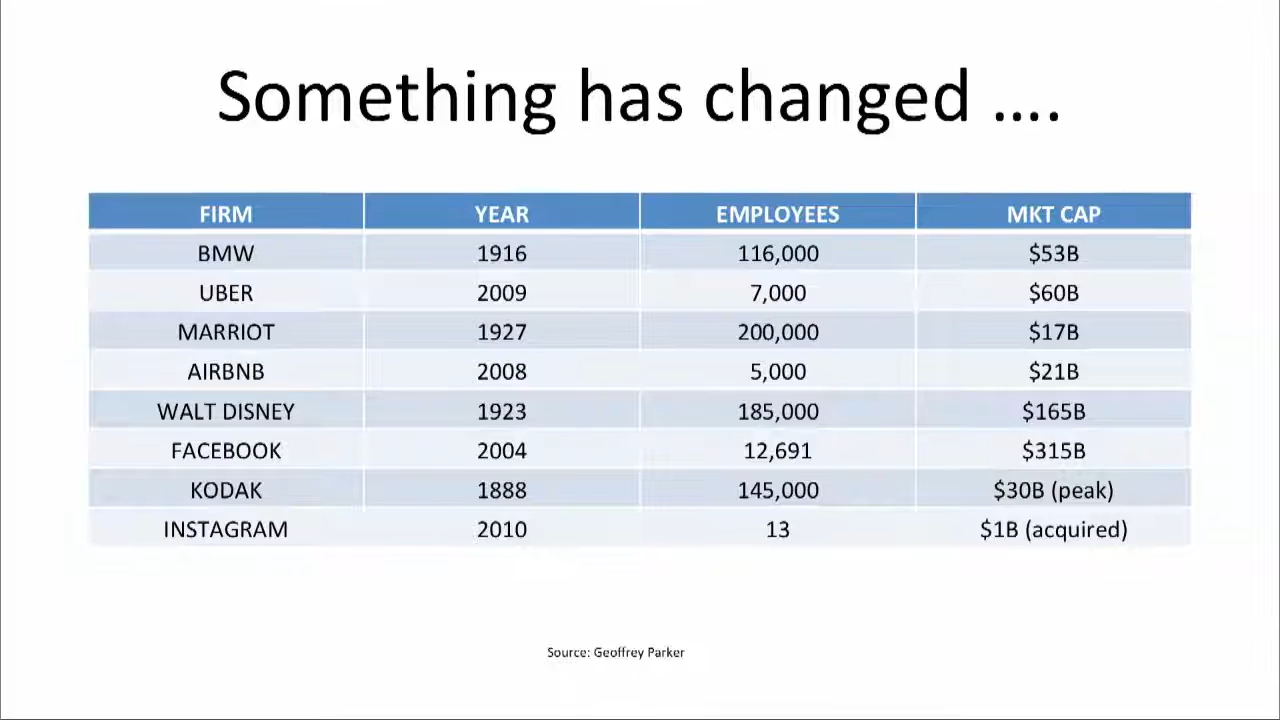 Something has changed ....
FIRM YEAR EMPLOYEES MKT CAP
BMW 1916 116,000 $53B
UBER 2009 7,000 $60B
MARRIOT 1927 200,000 $17B
AIRBNB 2008 5,000 $21B
WALT DISNEY 1923 185,000 $165B
FACEBOOK 2004 12,691 $315B
KODAK 1888 145,000 $30B (peak)
INSTAGRAM 2010 13 $1B (acquired)
Source: Geoffrey Parker